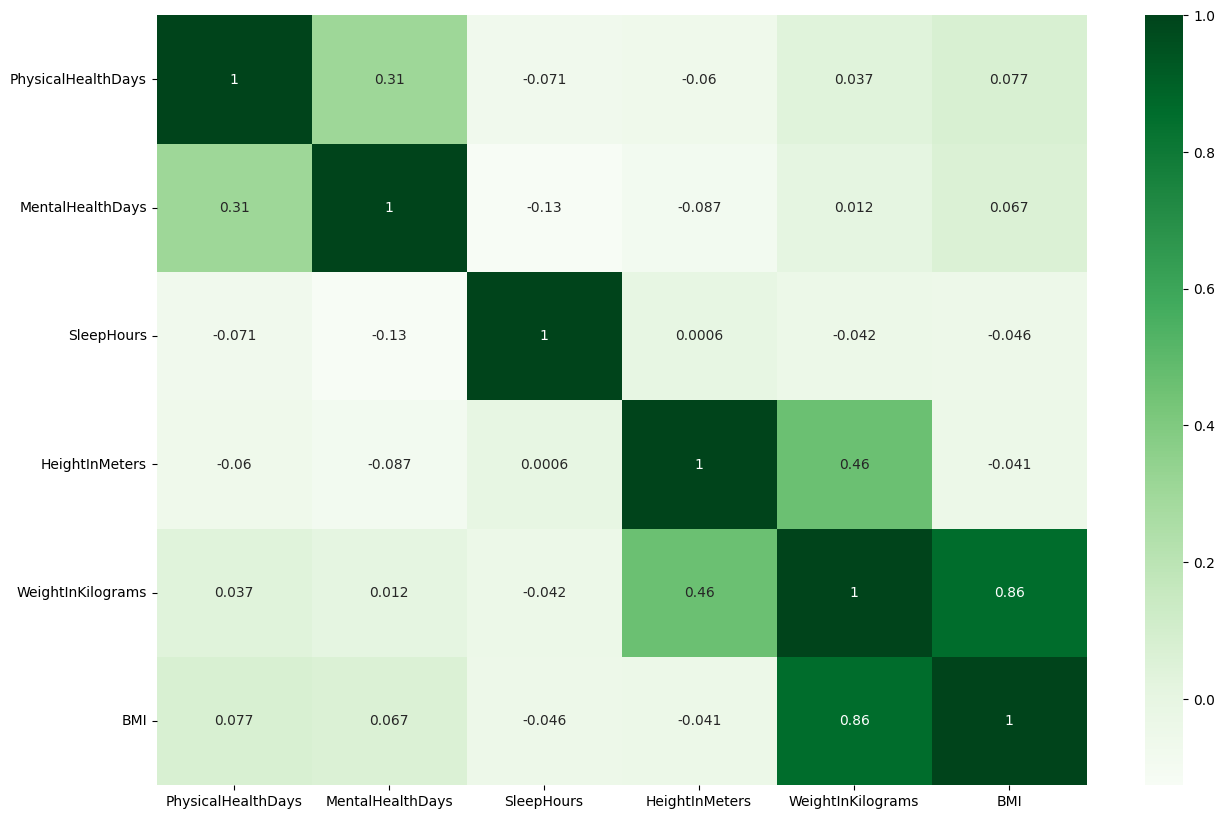 PhysicalHealthDays 1 0.31 -0.071 -0.06 0.037 0.077
MentalHealthDays 0.31 1 -0.13 -0.087 0.012 0.067
SleepHours -0.071 -0.13 1 0.0006 -0.042 -0.046
HeightInMeters -0.06 -0.087 0.0006 1 0.46 -0.041
WeightInKilograms 0.037 0.012 -0.042 0.46 1 0.86
BMI 0.077 0.067 -0.046 -0.041 0.86 1
PhysicalHealthDays MentalHealthDays SleepHours HeightInMeters WeightInKilograms BMI
1.0
0.8
0.6
0.4
0.2
0.0